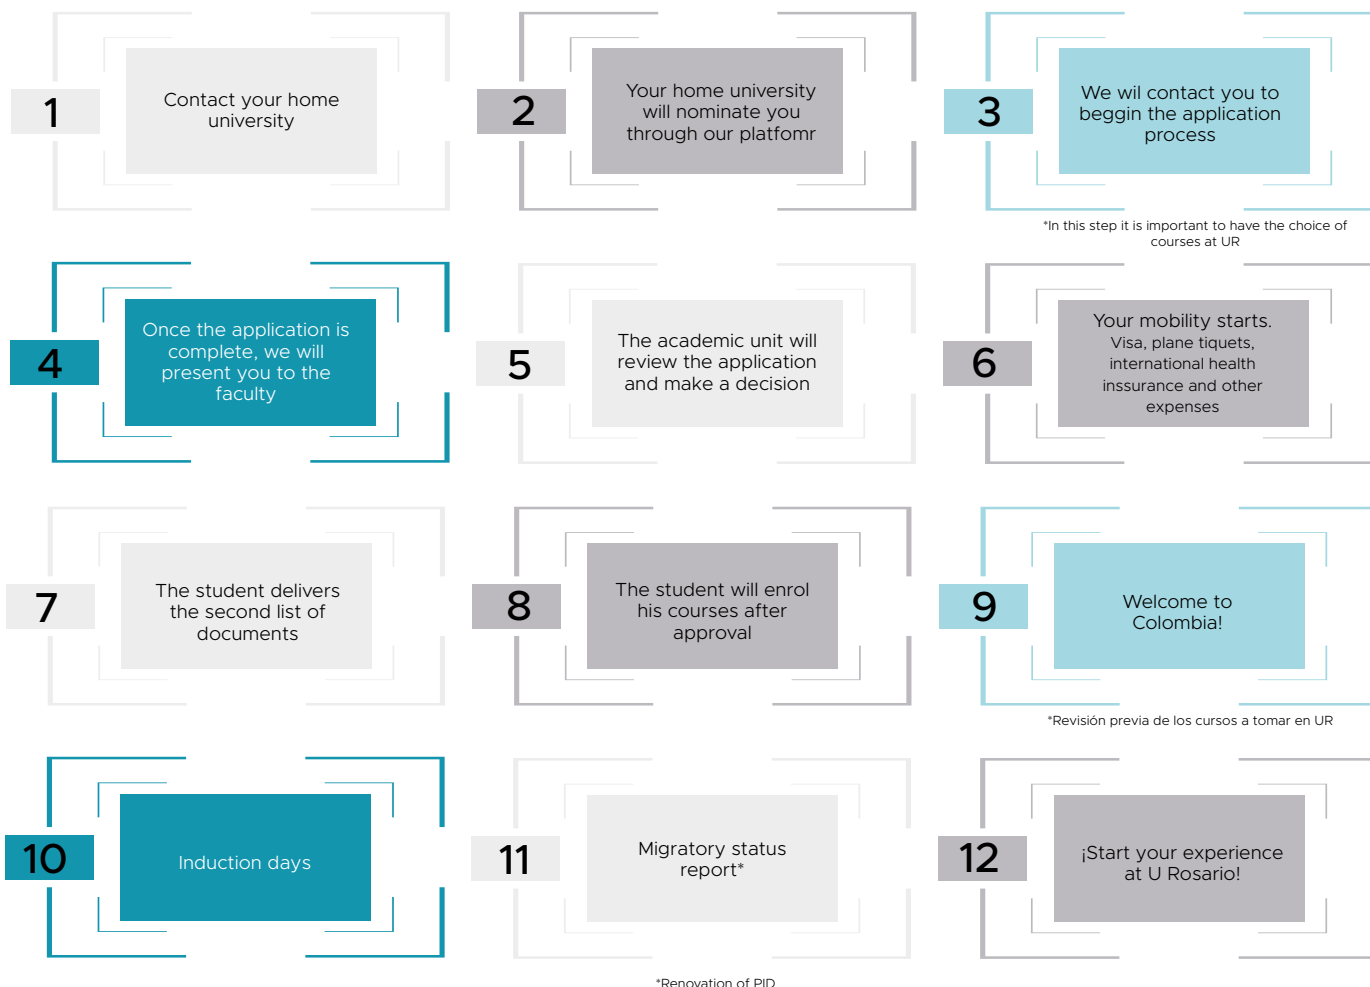 1
Contact your home
university
2
Your home university
will nominate you
through our platfomr
3
We wil contact you to
beggin the application
process
*In this step it is important to have the choice of
courses at UR
4
Once the application is
complete, we will
present you to the
faculty
5
The academic unit will
review the application
and make a decision
6
Your mobility starts.
Visa, plane tiquets,
international health
inssurance and other
expenses
7
The student delivers
the second list of
documents
8
The student will enrol
his courses after
approval
9
Welcome to
Colombia!
*Revisión previa de los cursos a tomar en UR
10
Induction days
11
Migratory status
report*
*Renovation of PID
12
¡Start your experience
at U Rosario!